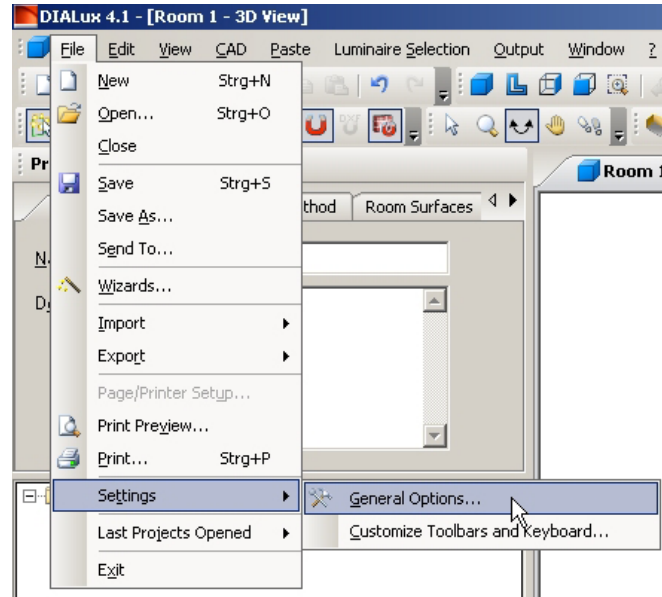 DIALux 4.1 - [Room 1 - 3D View]
File Edit View CAD Paste Luminaire Selection Output Window ?
New Strg+N
Open... Strg+O
Close
Save Strg+S
Save As...
Send To...
Wizards...
Import
Export
Page/Printer Setup...
Print Preview...
Print... Strg+P
Settings
Last Projects Opened
Exit
General Options...
Customize Toolbars and Keyboard...
DXF
Pr
Room 1
thod Room Surfaces
N
D